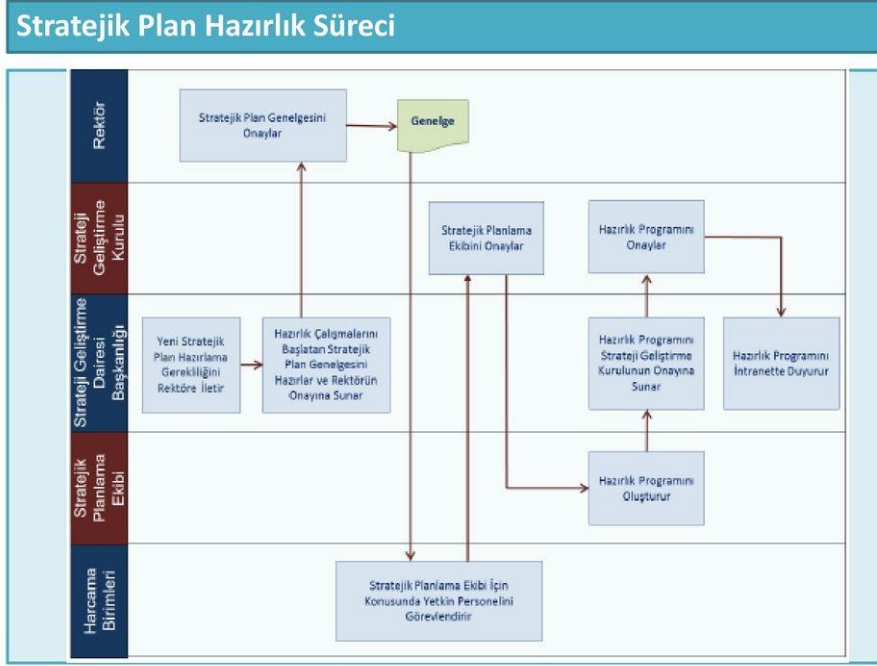 Stratejik Plan Hazırlık Süreci
Rektör
Stratejik Plan Genelgesini
Onaylar
Genelge
Strateji
Geliştirme
Kurulu
Stratejik Planlama
Ekibini Onaylar
Hazırlık Programını
Onaylar
Strateji Geliştirme
Dairesi
Başkanlığı
Yeni Stratejik
Plan Hazırlama
Gerekliliğini
Rektöre İletir
Hazırlık Çalışmalarını
Başlatan Stratejik
Plan Genelgesini
Hazırlar ve Rektörün
Onayına Sunar
Hazırlık Programını
Strateji Geliştirme
Kurulunun Onayına
Sunar
Hazırlık Programını
İntranette Duyurur
Stratejik
Planlama
Ekibi
Hazırlık Programını
Oluşturur
Harcama
Birimleri
Stratejik Planlama Ekibi İçin
Konusunda Yetkin Personelini
Görevlendirir